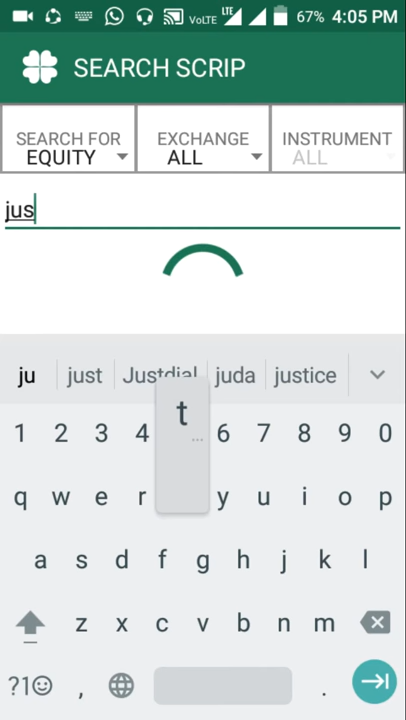 VoLTE LTE 67% 4:05 PM
SEARCH SCRIP
SEARCH FOR EXCHANGE INSTRUMENT
EQUITY ALL ALL
jus
ju just Justdial juda justice
t
...
1 2 3 4 6 7 8 9 0
q w e r y u i o p
a s d f g h j k l
z x c v b n m
?1 , .